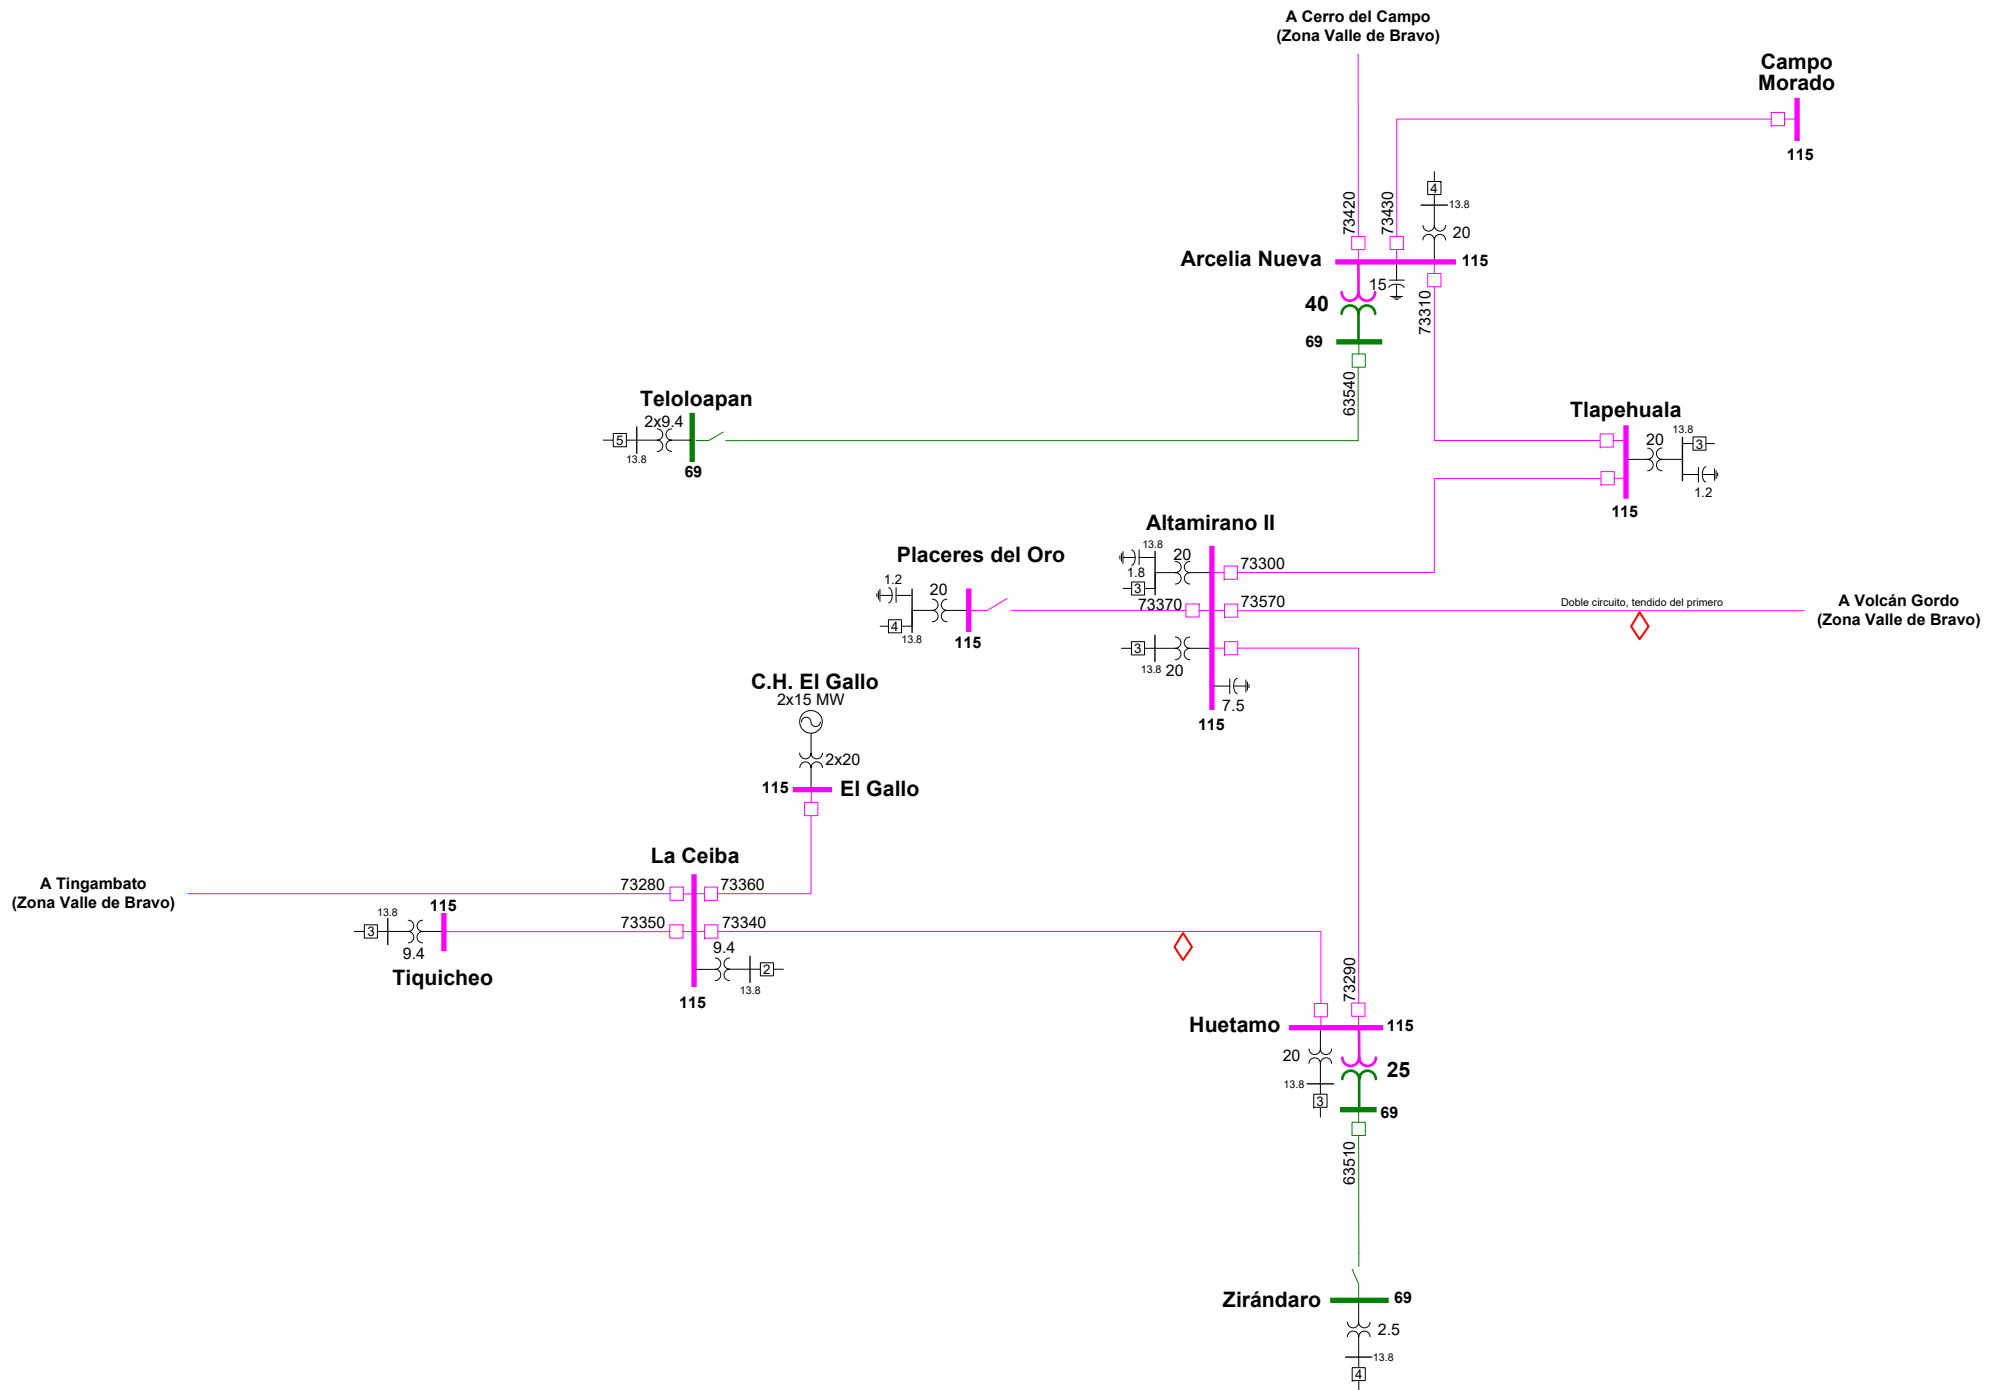 A Cerro del Campo
(Zona Valle de Bravo)
Campo
Morado
115
73420
73430
4
13.8
20
Arcelia Nueva
115
15
40
73310
69
63540
Teloloapan
2x9.4
5
13.8
69
Tlapehuala
13.8
20
3
1.2
115
Altamirano II
13.8
20
1.8
3
73300
Placeres del Oro
1.2
20
4
13.8
115
73370
73570
Doble circuito, tendido del primero
A Volcán Gordo
(Zona Valle de Bravo)
3
13.8
20
7.5
115
C.H. El Gallo
2x15 MW
2x20
115
El Gallo
La Ceiba
A Tingambato
(Zona Valle de Bravo)
73280
73360
13.8
115
73350
73340
3
9.4
9.4
2
13.8
Tiquicheo
115
73290
Huetamo
115
20
25
13.8
3
69
63510
Zirándaro
69
2.5
13.8
4